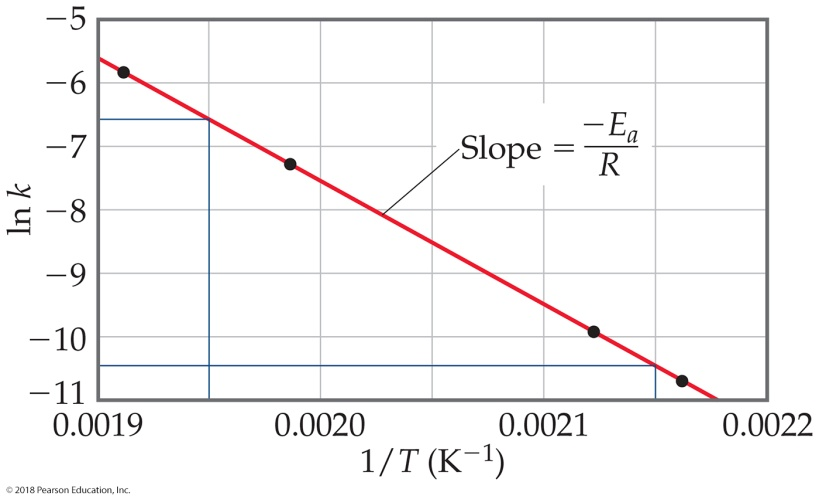 −5
−6
−7
−8
−9
−10
−11
ln k
Slope = −Ea
R
0.0019
0.0020
0.0021
0.0022
1/T (K−1)
© 2018 Pearson Education, Inc.